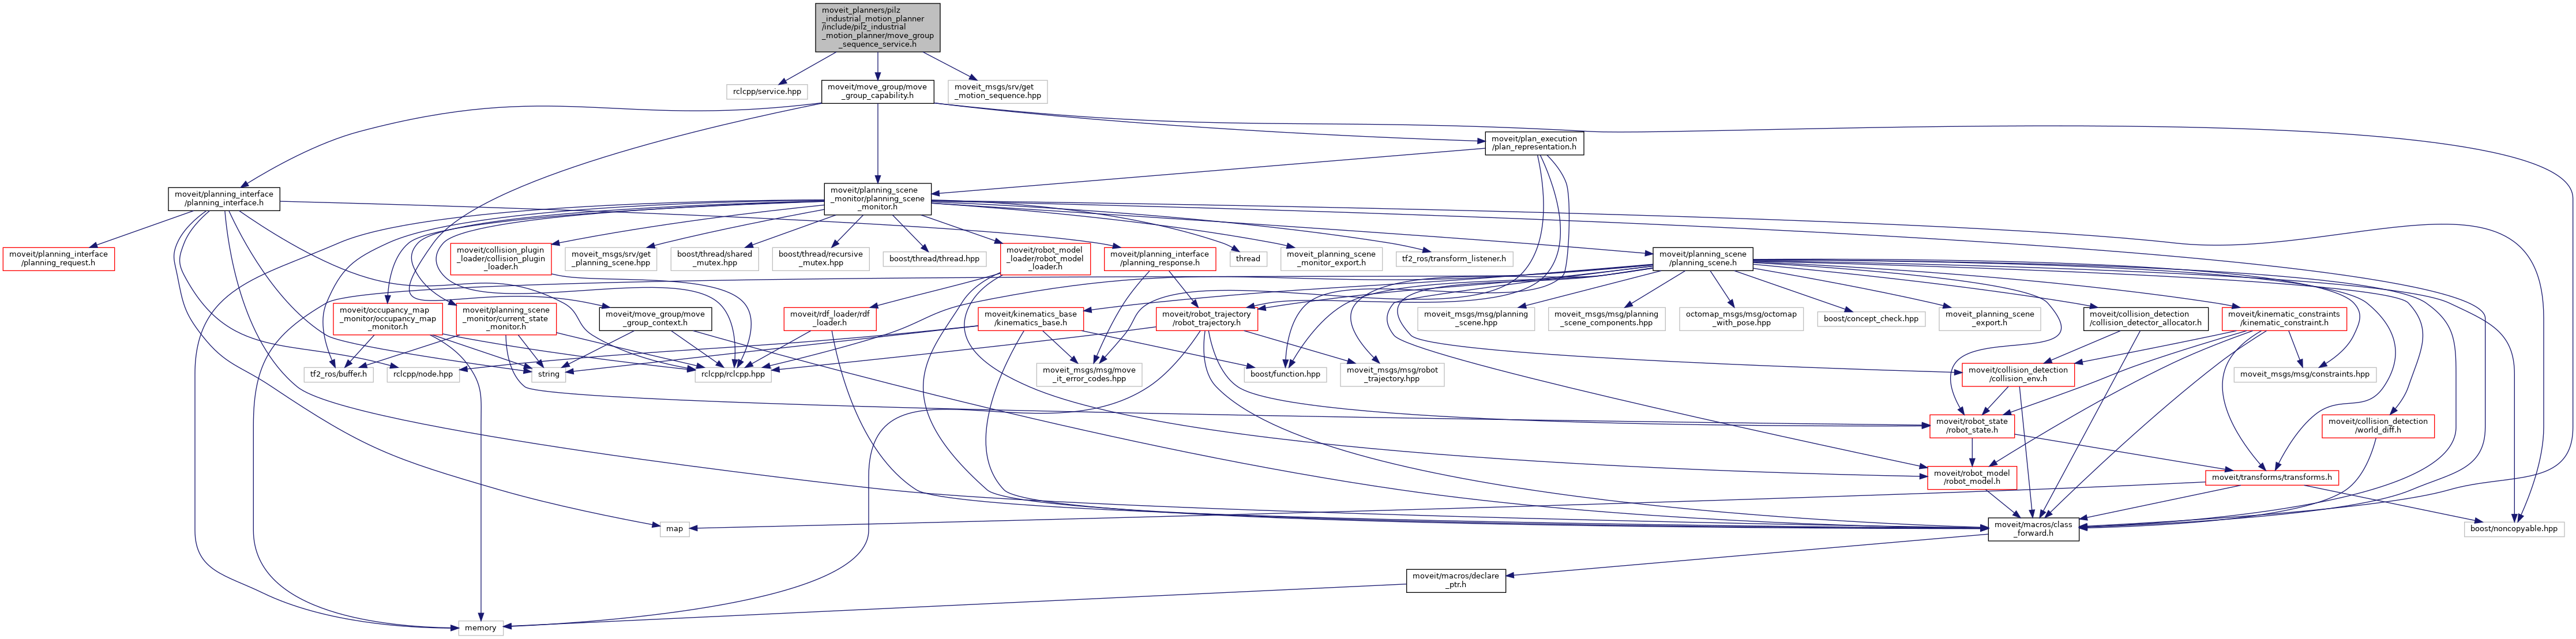 moveit_planners/pilz
_industrial_motion_planner
/include/pilz_industrial
_motion_planner/move_group
_sequence_service.h
rclcpp/service.hpp
moveit/move_group/move
_group_capability.h
moveit_msgs/srv/get
_motion_sequence.hpp
moveit/plan_execution
/plan_representation.h
moveit/planning_interface
/planning_interface.h
moveit/planning_scene
_monitor/planning_scene
_monitor.h
moveit/planning_interface
/planning_request.h
moveit/collision_plugin
_loader/collision_plugin
_loader.h
moveit_msgs/srv/get
_planning_scene.hpp
boost/thread/shared
_mutex.hpp
boost/thread/recursive
_mutex.hpp
boost/thread/thread.hpp
moveit/robot_model
_loader/robot_model
_loader.h
moveit/planning_interface
/planning_response.h
thread
moveit_planning_scene
_monitor_export.h
tf2_ros/transform_listener.h
moveit/planning_scene
/planning_scene.h
moveit/occupancy_map
_monitor/occupancy_map
_monitor.h
moveit/planning_scene
_monitor/current_state
_monitor.h
moveit/move_group/move
_group_context.h
moveit/rdf_loader/rdf
_loader.h
moveit/kinematics_base
/kinematics_base.h
moveit/robot_trajectory
/robot_trajectory.h
moveit_msgs/msg/planning
_scene.hpp
moveit_msgs/msg/planning
_scene_components.hpp
octomap_msgs/msg/octomap
_with_pose.hpp
boost/concept_check.hpp
moveit_planning_scene
_export.h
moveit/collision_detection
/collision_detector_allocator.h
moveit/kinematic_constraints
/kinematic_constraint.h
tf2_ros/buffer.h
rclcpp/node.hpp
string
rclcpp/rclcpp.hpp
moveit_msgs/msg/move
_it_error_codes.hpp
boost/function.hpp
moveit_msgs/msg/robot
_trajectory.hpp
moveit/collision_detection
/collision_env.h
moveit_msgs/msg/constraints.hpp
moveit/robot_state
/robot_state.h
moveit/collision_detection
/world_diff.h
moveit/robot_model
/robot_model.h
moveit/transforms/transforms.h
map
moveit/macros/class
_forward.h
boost/noncopyable.hpp
moveit/macros/declare
_ptr.h
memory